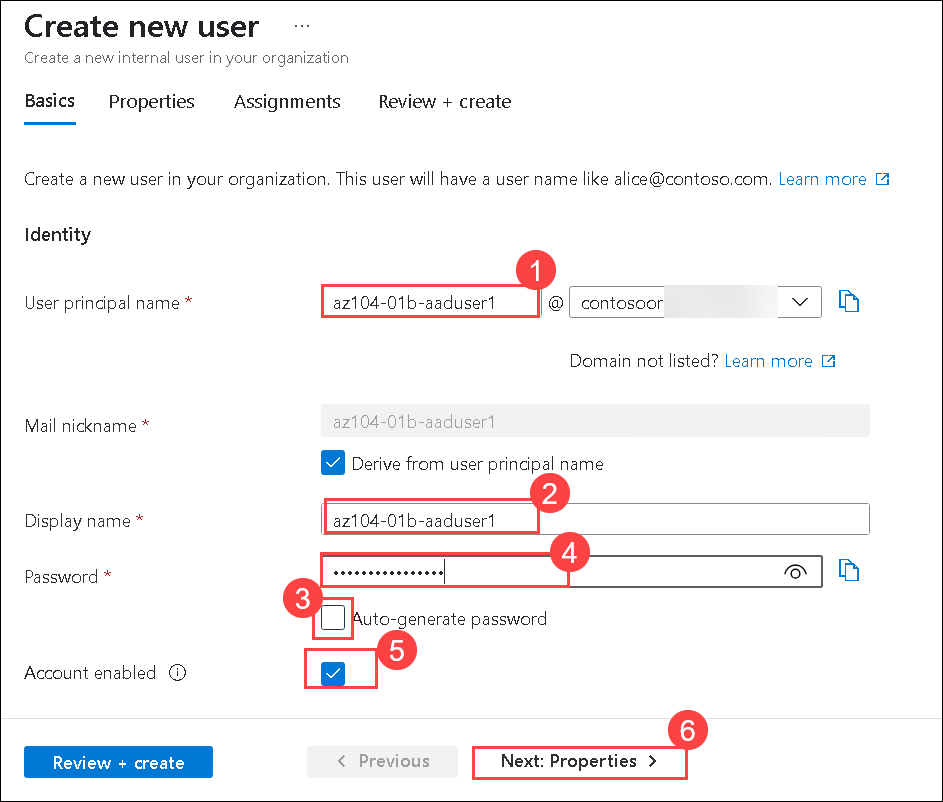 Create new user ...
Create a new internal user in your organization
Basics Properties Assignments Review + create
Create a new user in your organization. This user will have a user name like alice@contoso.com. Learn more
Identity
1
User principal name * az104-01b-aaduser1 @ contosoor
Domain not listed? Learn more
Mail nickname * az104-01b-aaduser1
Derive from user principal name
2
Display name * az104-01b-aaduser1
4
Password * ••••••••••••••••
3
Auto-generate password
5
Account enabled
6
Review + create < Previous Next: Properties >